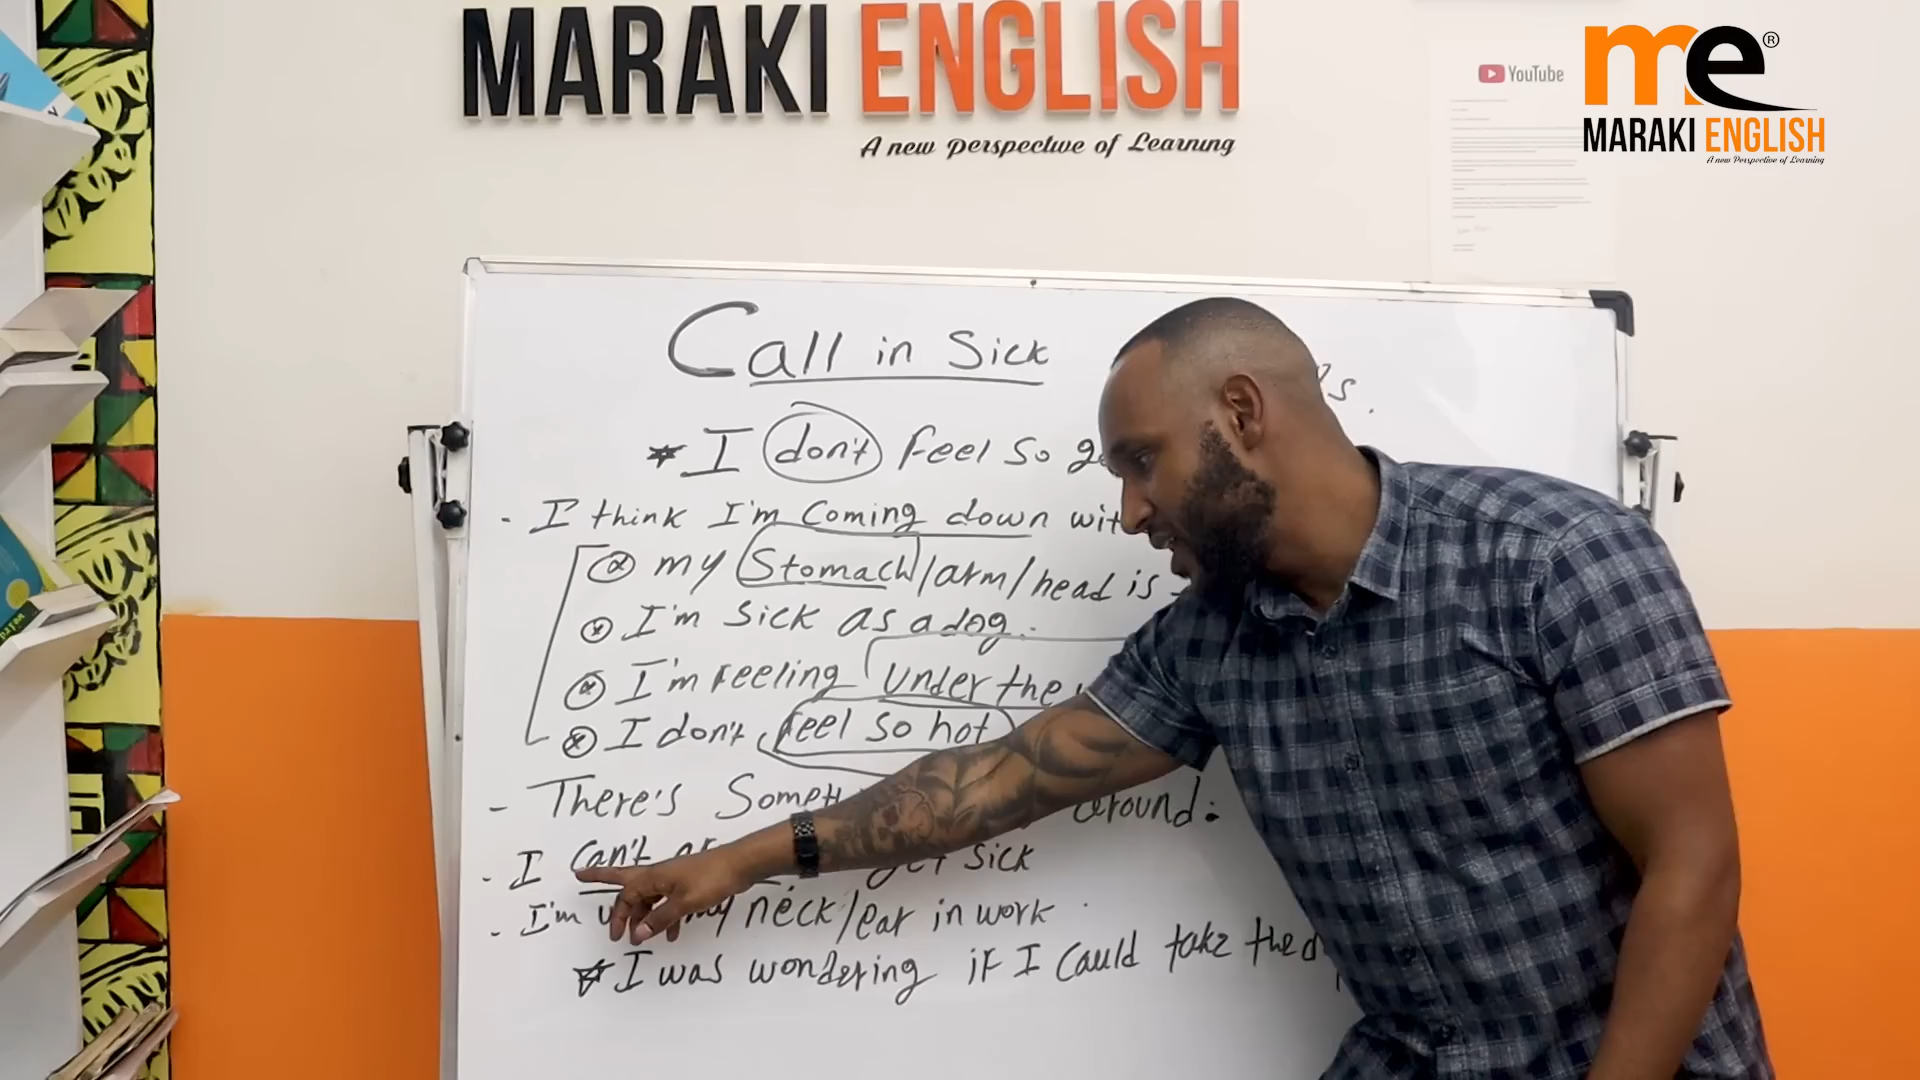 MARAKI ENGLISH
A new perspective of Learning
YouTube
me®
MARAKI ENGLISH
A new Perspective of Learning
Call in Sick
I don't feel so
- I think I'm Coming down
my Stomach/arm/head is
I'm Sick as a dog.
I'm Feeling Under the
I don't feel so hot
- There's around.
- I Can't get Sick
- I'm neck/ear in work
I was wondering if I Could take the